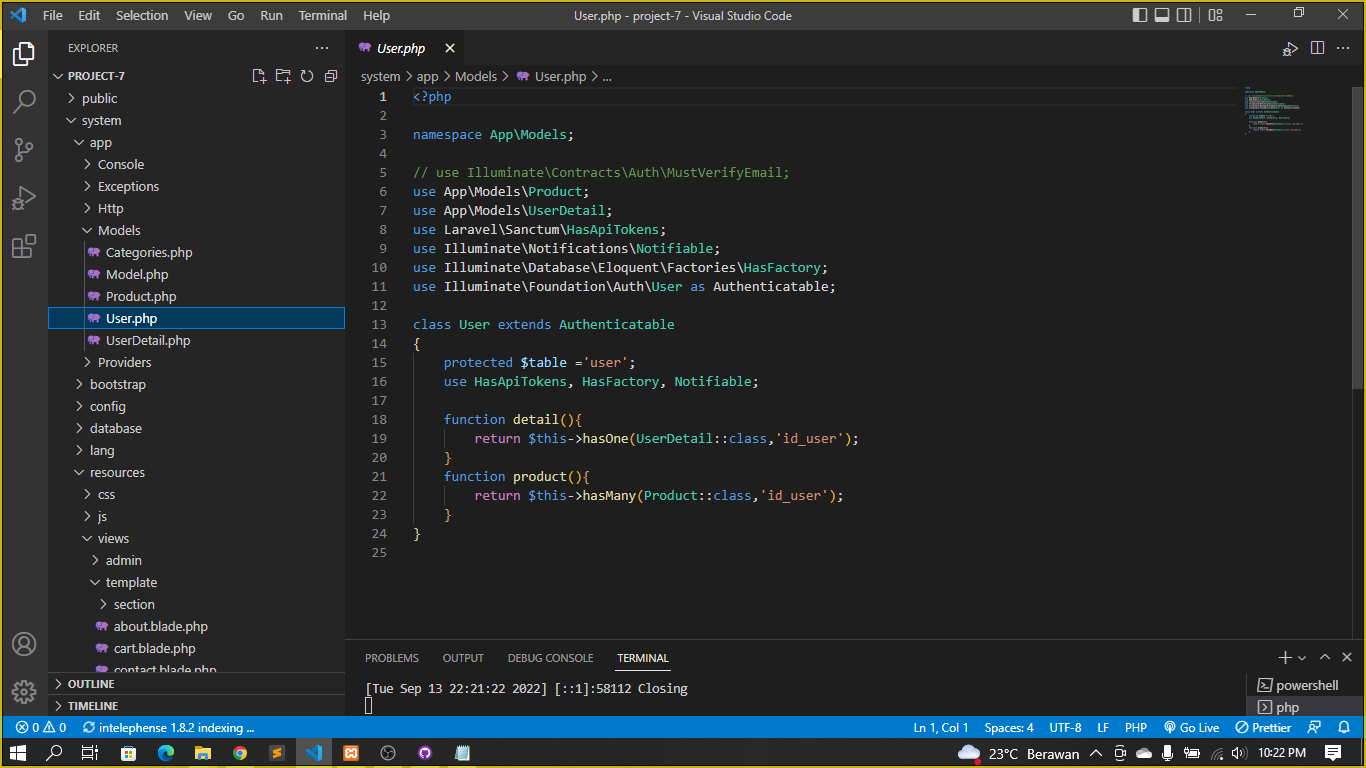 File Edit Selection View Go Run Terminal Help
User.php - project-7 - Visual Studio Code
EXPLORER
PROJECT-7
public
system
app
Console
Exceptions
Http
Models
Categories.php
Model.php
Product.php
User.php
UserDetail.php
Providers
bootstrap
config
database
lang
resources
css
js
views
admin
template
section
about.blade.php
cart.blade.php
contact.blade.php
OUTLINE
TIMELINE
User.php
system > app > Models > User.php > ...
1 <?php
2
3 namespace App\Models;
4
5 // use Illuminate\Contracts\Auth\MustVerifyEmail;
6 use App\Models\Product;
7 use App\Models\UserDetail;
8 use Laravel\Sanctum\HasApiTokens;
9 use Illuminate\Notifications\Notifiable;
10 use Illuminate\Database\Eloquent\Factories\HasFactory;
11 use Illuminate\Foundation\Auth\User as Authenticatable;
12
13 class User extends Authenticatable
14 {
15 protected $table ='user';
16 use HasApiTokens, HasFactory, Notifiable;
17
18 function detail(){
19 return $this->hasOne(UserDetail::class,'id_user');
20 }
21 function product(){
22 return $this->hasMany(Product::class,'id_user');
23 }
24 }
25
PROBLEMS OUTPUT DEBUG CONSOLE TERMINAL
[Tue Sep 13 22:21:22 2022] [::1]:58112 Closing
powershell
php
0 0 intelephense 1.8.2 indexing ... Ln 1, Col 1 Spaces: 4 UTF-8 LF PHP Go Live Prettier
23°C Berawan 10:22 PM